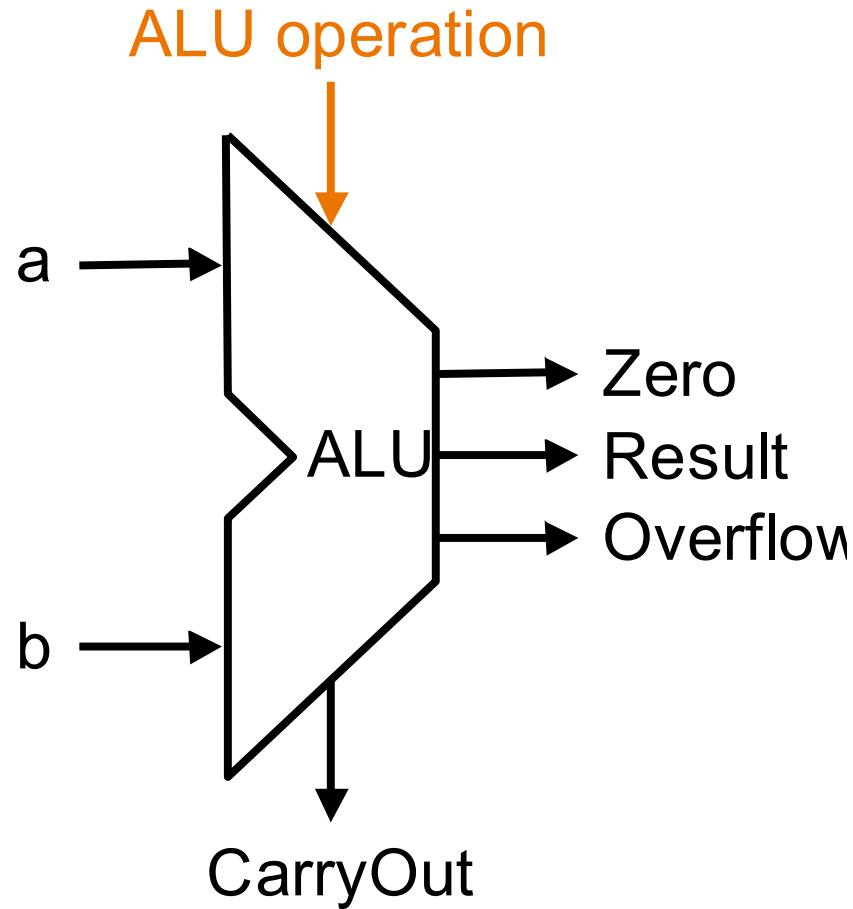 ALU operation
a
Zero
ALU
Result
Overflow
b
CarryOut